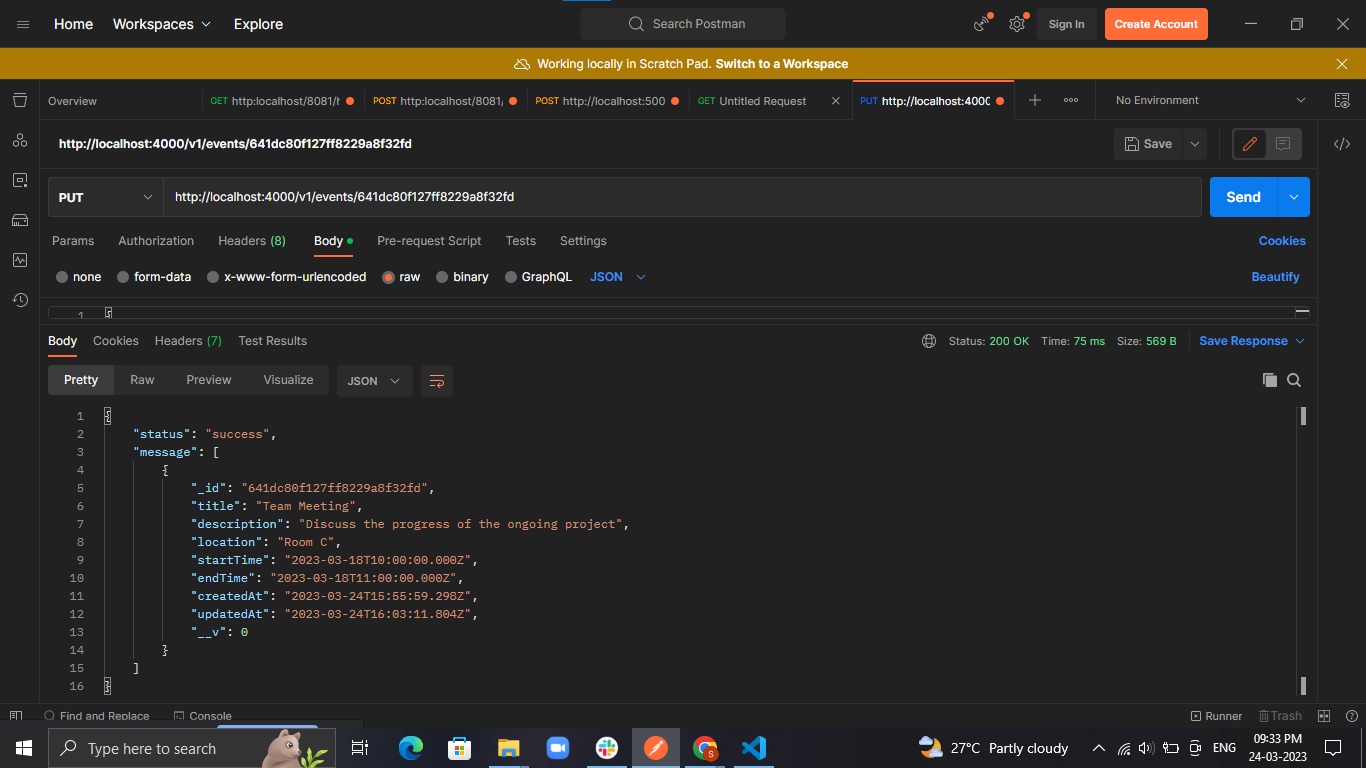 Home Workspaces Explore Search Postman Sign In Create Account
Working locally in Scratch Pad. Switch to a Workspace
Overview GET http:localhost/8081/ POST http:localhost/8081/ POST http://localhost:500 GET Untitled Request PUT http://localhost:4000 No Environment
http://localhost:4000/v1/events/641dc80f127ff8229a8f32fd Save
PUT http://localhost:4000/v1/events/641dc80f127ff8229a8f32fd Send
Params Authorization Headers (8) Body Pre-request Script Tests Settings Cookies
none form-data x-www-form-urlencoded raw binary GraphQL JSON Beautify
1 {
Body Cookies Headers (7) Test Results Status: 200 OK Time: 75 ms Size: 569 B Save Response
Pretty Raw Preview Visualize JSON
1 {
2 "status": "success",
3 "message": [
4 {
5 "_id": "641dc80f127ff8229a8f32fd",
6 "title": "Team Meeting",
7 "description": "Discuss the progress of the ongoing project",
8 "location": "Room C",
9 "startTime": "2023-03-18T10:00:00.000Z",
10 "endTime": "2023-03-18T11:00:00.000Z",
11 "createdAt": "2023-03-24T15:55:59.298Z",
12 "updatedAt": "2023-03-24T16:03:11.804Z",
13 "__v": 0
14 }
15 ]
16 }
Find and Replace Console Runner Trash
Type here to search 27°C Partly cloudy ENG 09:33 PM
24-03-2023